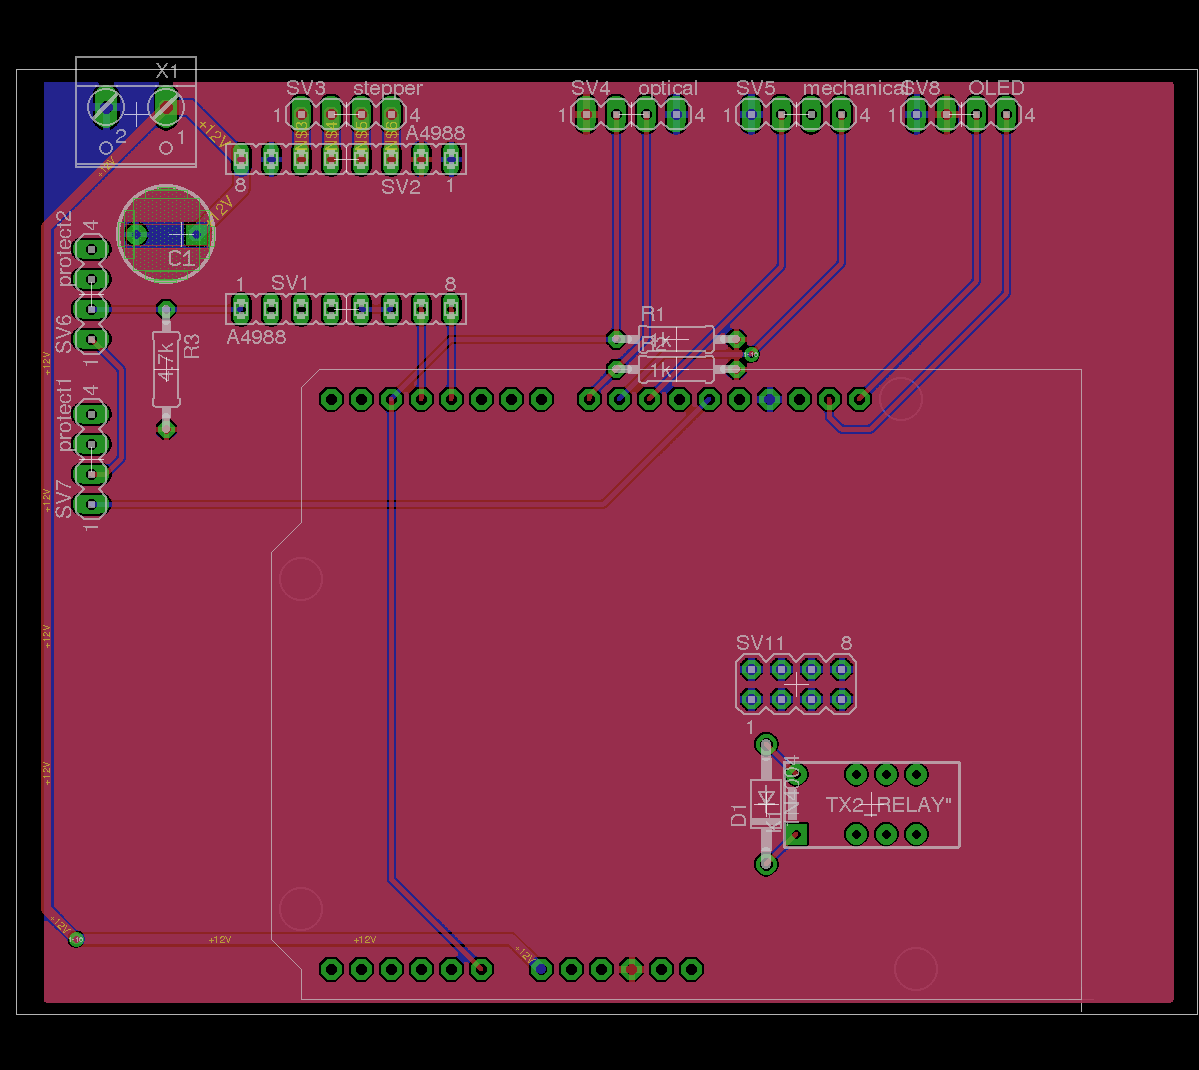 X1
2
1
+12V
+12V
SV3
stepper
1
4
A4988
8
SV2
1
+12V
C1
SV4
optical
1
4
SV5
mechanical
1
4
SV8
OLED
1
4
protect2
4
SV6
1
1
SV1
8
A4988
R3
4.7k
R1
1k
1k
+12V
protect1
4
SV7
1
+12V
+12V
+12V
SV11
8
1
D1
TX2 "RELAY"
+12V
+12V
+12V
+12V